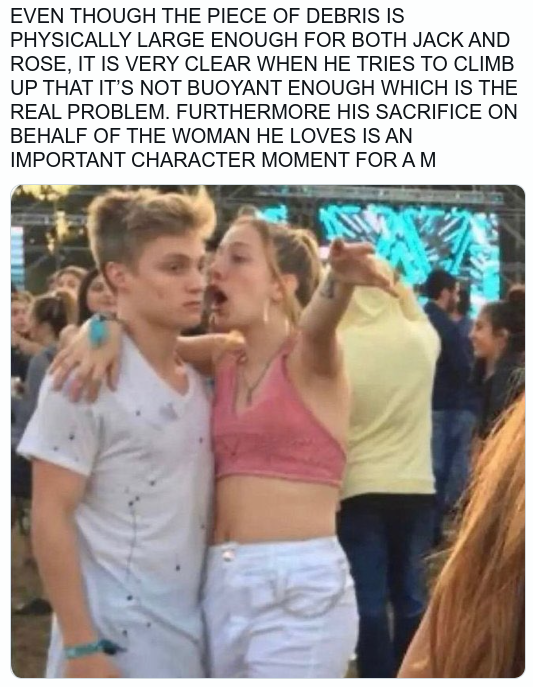 EVEN THOUGH THE PIECE OF DEBRIS IS
PHYSICALLY LARGE ENOUGH FOR BOTH JACK AND
ROSE, IT IS VERY CLEAR WHEN HE TRIES TO CLIMB
UP THAT IT’S NOT BUOYANT ENOUGH WHICH IS THE
REAL PROBLEM. FURTHERMORE HIS SACRIFICE ON
BEHALF OF THE WOMAN HE LOVES IS AN
IMPORTANT CHARACTER MOMENT FOR A M